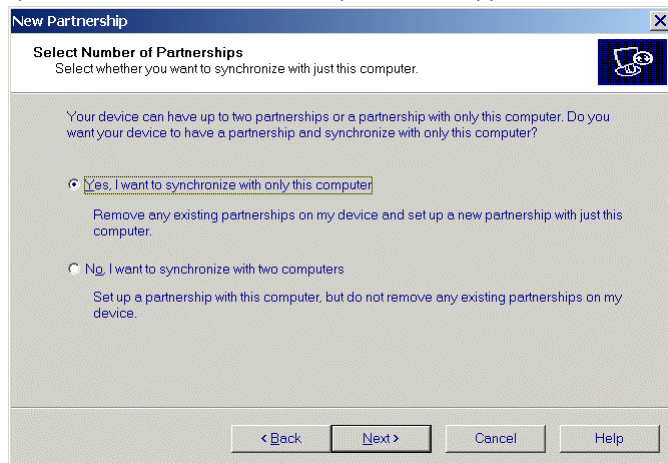 New Partnership
Select Number of Partnerships
Select whether you want to synchronize with just this computer.
Your device can have up to two partnerships or a partnership with only this computer. Do you
want your device to have a partnership and synchronize with only this computer?
Yes, I want to synchronize with only this computer
Remove any existing partnerships on my device and set up a new partnership with just this
computer.
No, I want to synchronize with two computers
Set up a partnership with this computer, but do not remove any existing partnerships on my
device.
< Back Next > Cancel Help